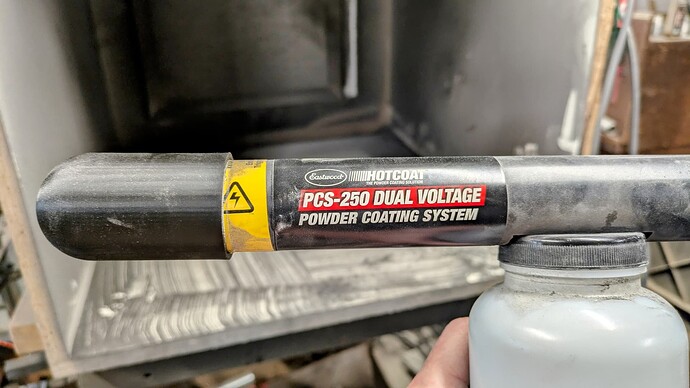 Eastwood HOTCOAT
THE POWDER COATING SOLUTION
PCS-250 DUAL VOLTAGE
POWDER COATING SYSTEM